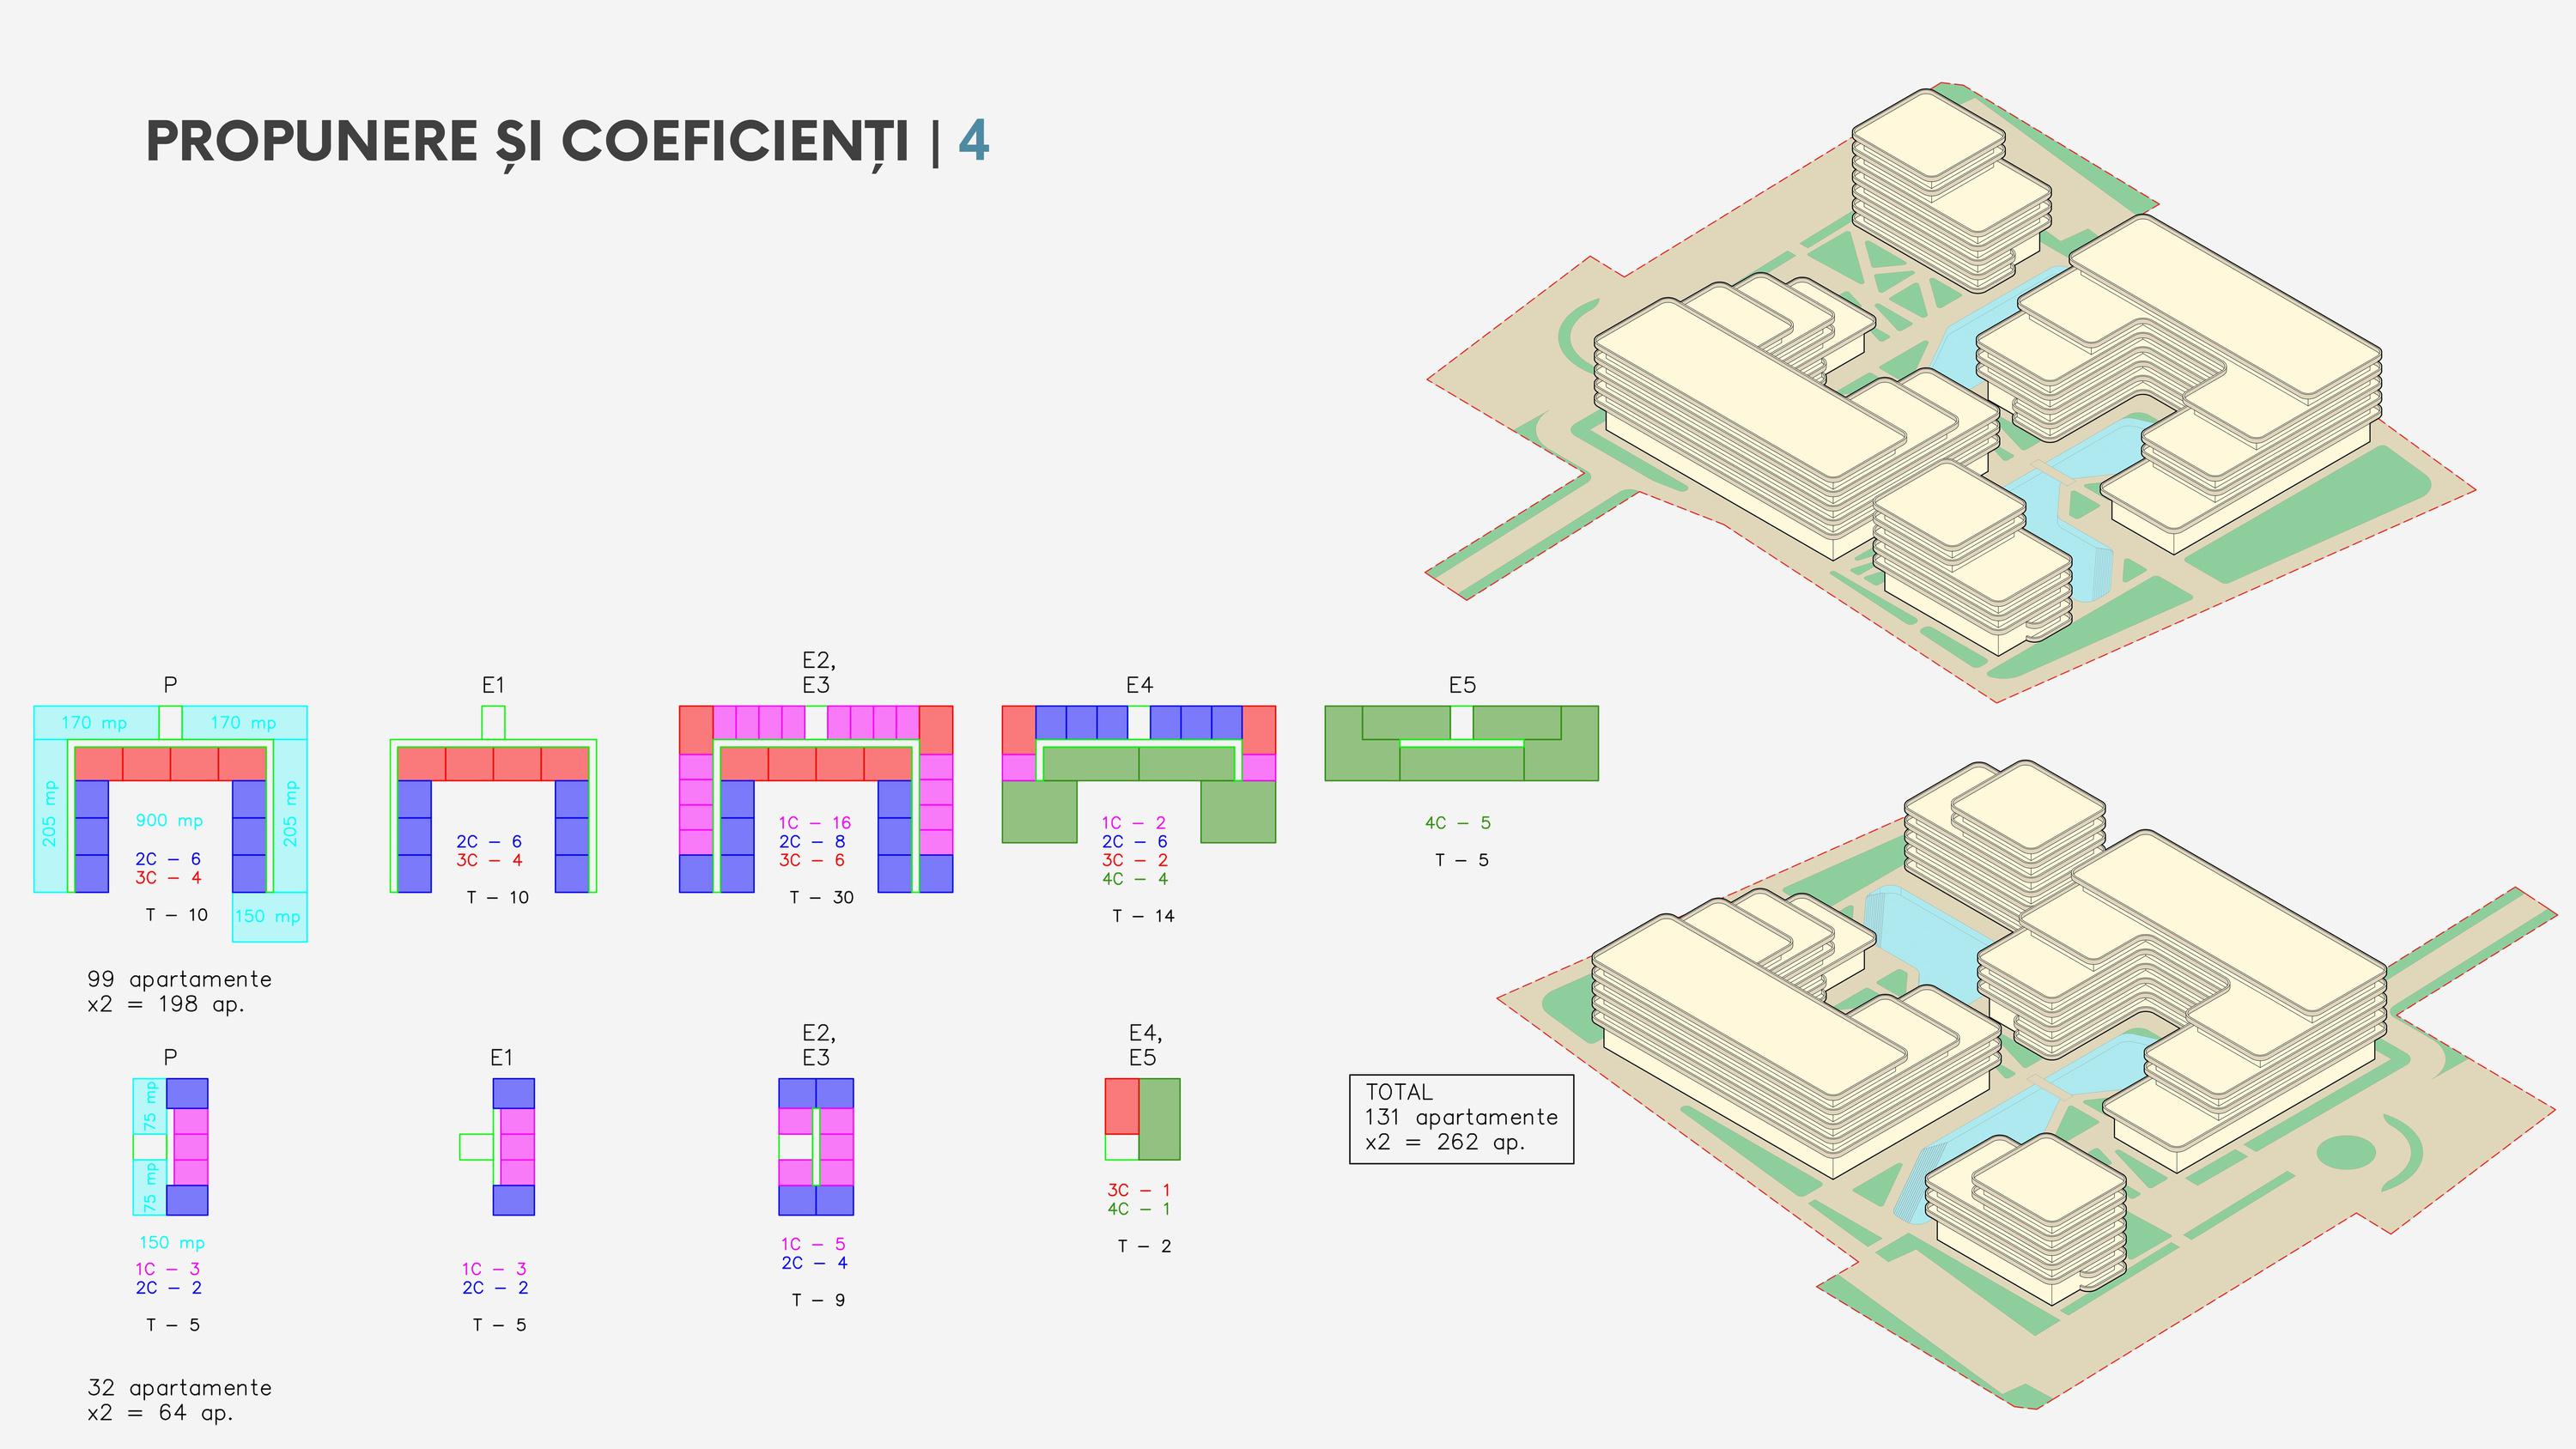 PROPUNERE ȘI COEFICIENȚI | 4
P
170 mp
170 mp
205 mp
205 mp
900 mp
2C - 6
3C - 4
T - 10
150 mp
E1
2C - 6
3C - 4
T - 10
E2,
E3
1C - 16
2C - 8
3C - 6
T - 30
E4
1C - 2
2C - 6
3C - 2
4C - 4
T - 14
E5
4C - 5
T - 5
99 apartamente
x2 = 198 ap.
P
75 mp
75 mp
150 mp
1C - 3
2C - 2
T - 5
E1
1C - 3
2C - 2
T - 5
E2,
E3
1C - 5
2C - 4
T - 9
E4,
E5
3C - 1
4C - 1
T - 2
TOTAL
131 apartamente
x2 = 262 ap.
32 apartamente
x2 = 64 ap.